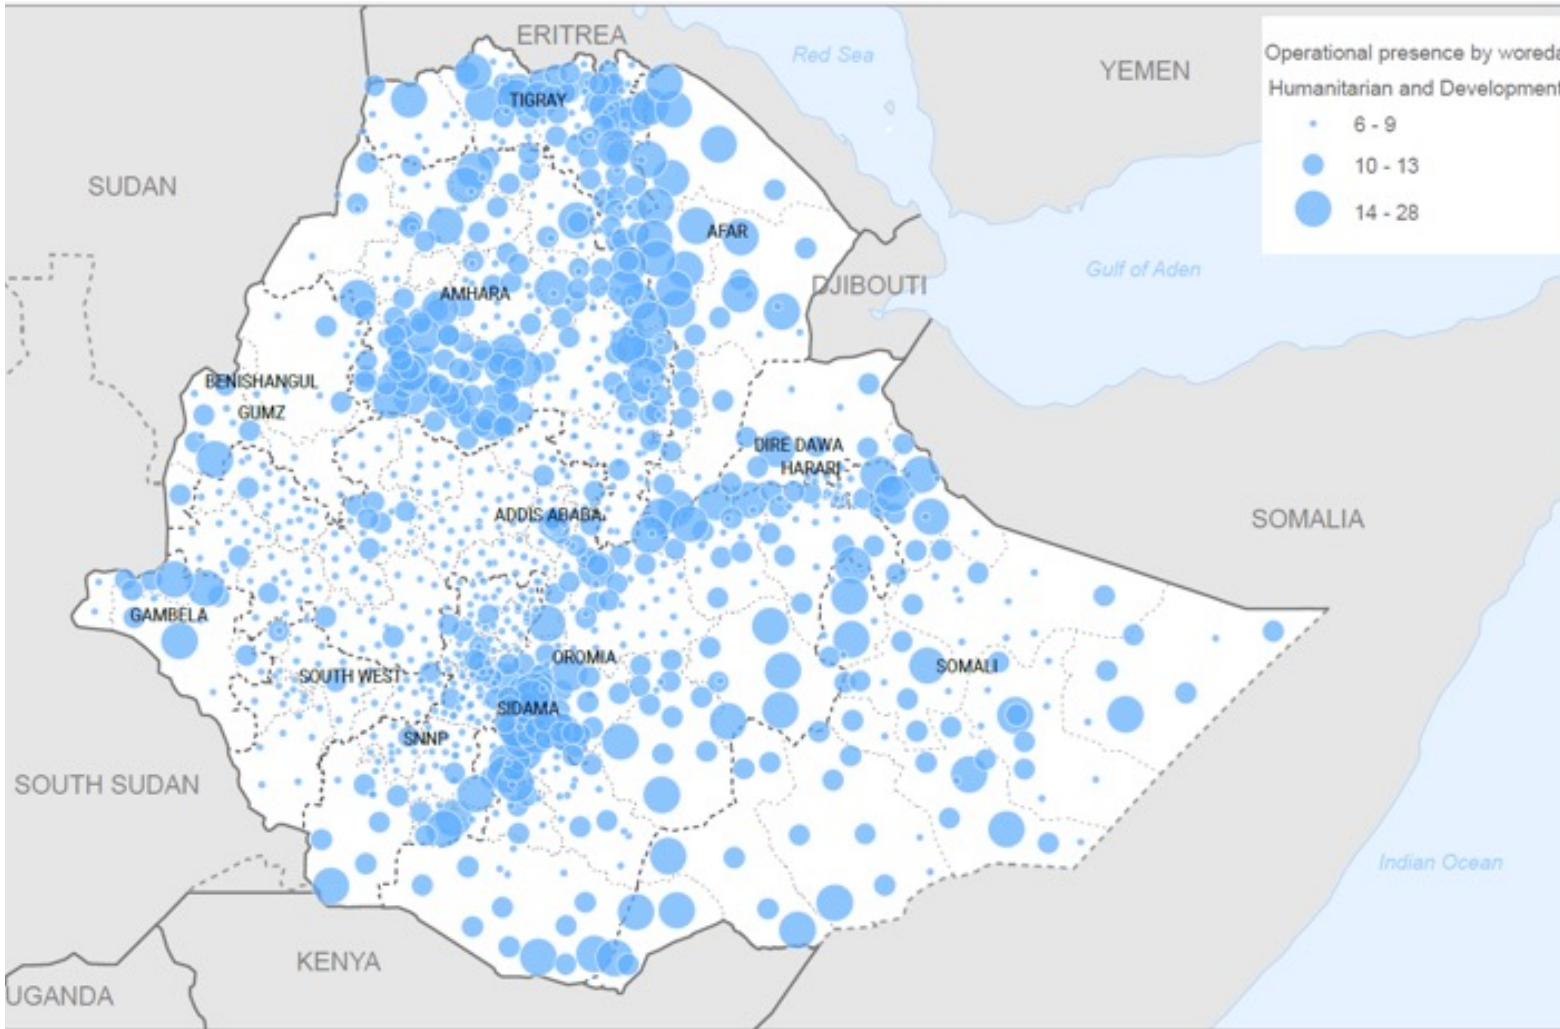 ERITREA
Red Sea
YEMEN
Operational presence by woreda
Humanitarian and Development
6 - 9
10 - 13
14 - 28
TIGRAY
SUDAN
AFAR
Gulf of Aden
DJIBOUTI
AMHARA
BENISHANGUL
GUMZ
DIRE DAWA
HARARI
ADDIS ABABA
SOMALIA
GAMBELA
OROMIA
SOMALI
SOUTH WEST
SIDAMA
SNNP
SOUTH SUDAN
Indian Ocean
KENYA
UGANDA